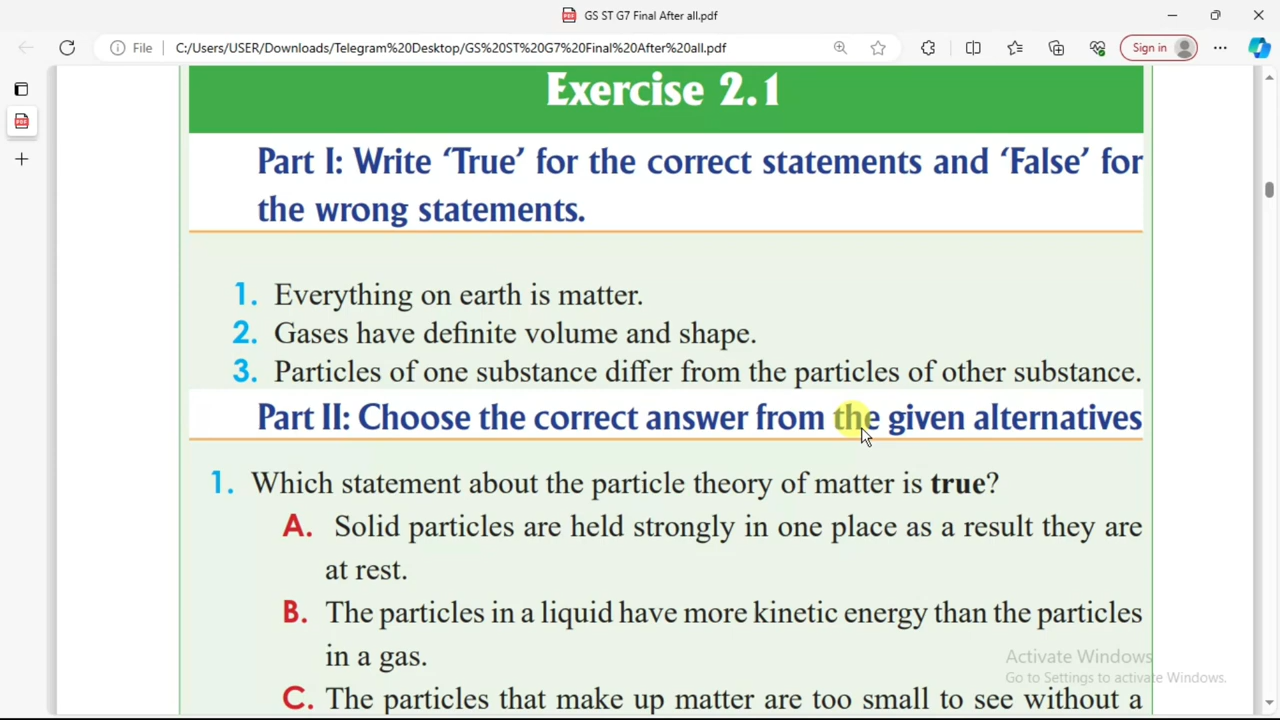 GS ST G7 Final After all.pdf
File
C:/Users/USER/Downloads/Telegram%20Desktop/GS%20ST%20G7%20Final%20After%20all.pdf
Sign in
Exercise 2.1
Part I: Write ‘True’ for the correct statements and ‘False’ for
the wrong statements.
1. Everything on earth is matter.
2. Gases have definite volume and shape.
3. Particles of one substance differ from the particles of other substance.
Part II: Choose the correct answer from the given alternatives
1. Which statement about the particle theory of matter is true?
A. Solid particles are held strongly in one place as a result they are
at rest.
B. The particles in a liquid have more kinetic energy than the particles
in a gas.
C. The particles that make up matter are too small to see without a
Activate Windows
Go to Settings to activate Windows.